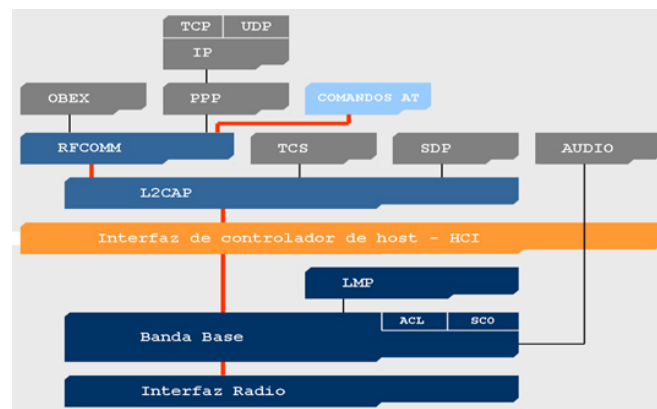 TCP UDP
IP
OBEX PPP COMANDOS AT
RFCOMM TCS SDP AUDIO
L2CAP
Interfaz de controlador de host - HCI
LMP
ACL SCO
Banda Base
Interfaz Radio